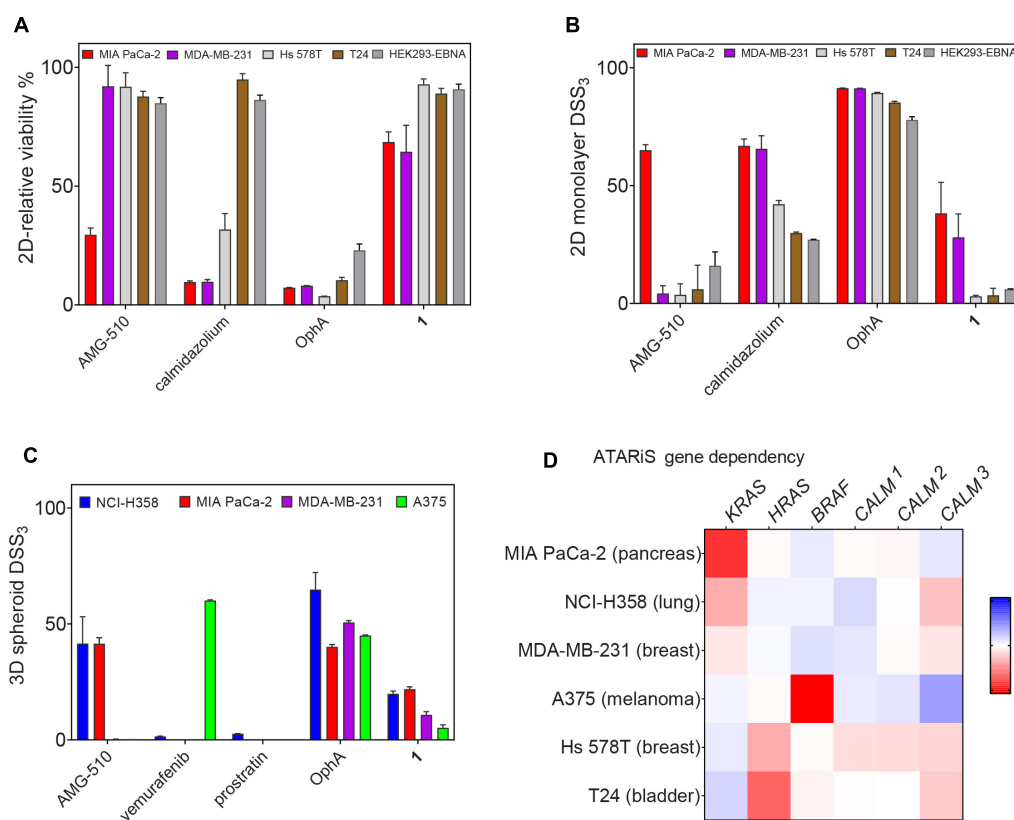 A
MIA PaCa-2 MDA-MB-231 Hs 578T T24 HEK293-EBNA
2D-relative viability %
100
50
0
AMG-510
calmidazolium
OphA
1
B
MIA PaCa-2 MDA-MB-231 Hs 578T T24 HEK293-EBNA
2D monolayer DSS3
100
50
0
AMG-510
calmidazolium
OphA
1
C
NCI-H358 MIA PaCa-2 MDA-MB-231 A375
3D spheroid DSS3
100
50
0
AMG-510
vemurafenib
prostratin
OphA
1
D
ATARiS gene dependency
KRAS
HRAS
BRAF
CALM 1
CALM 2
CALM 3
MIA PaCa-2 (pancreas)
NCI-H358 (lung)
MDA-MB-231 (breast)
A375 (melanoma)
Hs 578T (breast)
T24 (bladder)